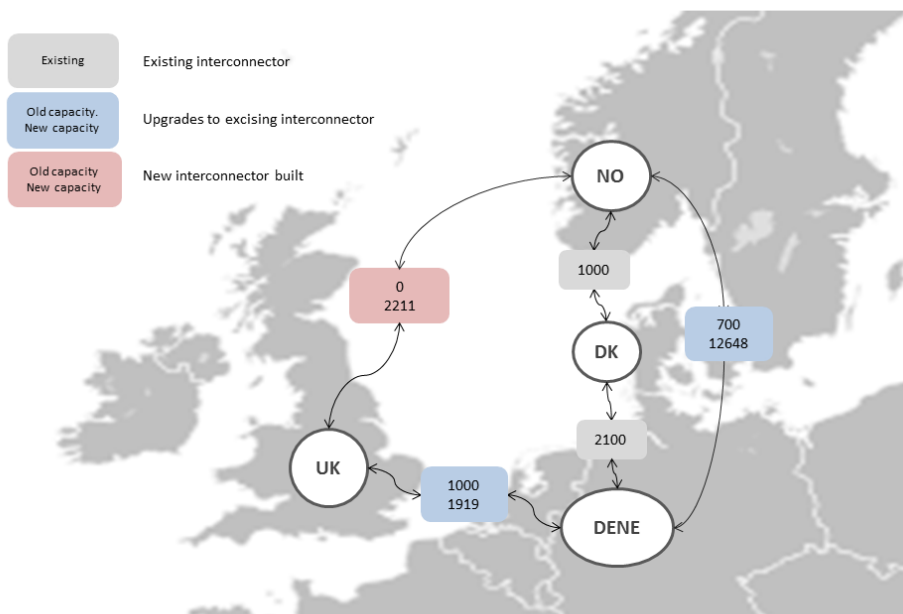 Existing
Existing interconnector
Old capacity.
New capacity
Upgrades to excising interconnector
Old capacity
New capacity
New interconnector built
NO
1000
0
2211
700
12648
DK
2100
UK
1000
1919
DENE